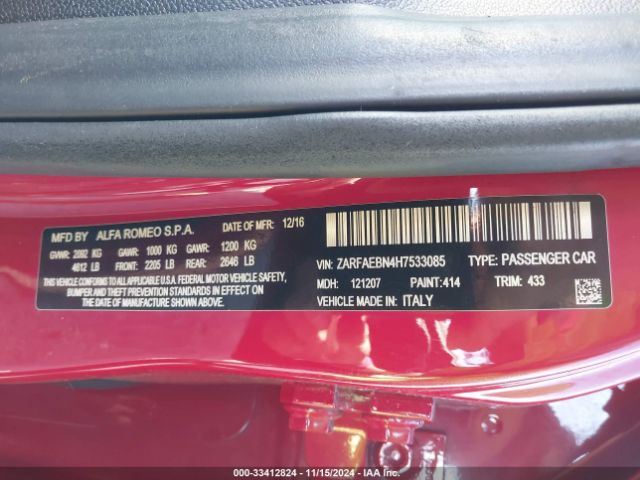 MFD BY ALFA ROMEO S.P.A. DATE OF MFR: 12/16
GVWR: 2092 KG GAWR: 1000 KG GAWR: 1200 KG
4612 LB FRONT: 2205 LB REAR: 2646 LB
THIS VEHICLE CONFORMS TO ALL APPLICABLE U.S.A. FEDERAL MOTOR VEHICLE SAFETY,
BUMPER, AND THEFT PREVENTION STANDARDS IN EFFECT ON THE DATE OF
MANUFACTURE SHOWN ABOVE.
VIN: ZARFAEBN4H7533085 TYPE: PASSENGER CAR
MDH: 121207 PAINT: 414 TRIM: 433
VEHICLE MADE IN: ITALY
000-33412824 - 11/15/2024 - IAA Inc.